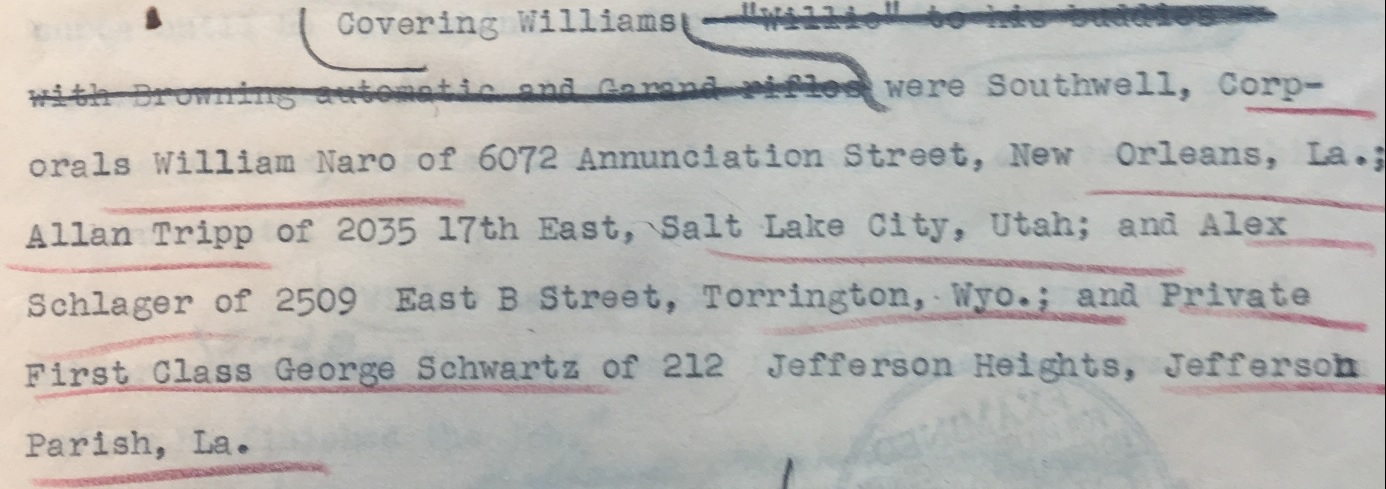 Covering Williams "Willie" to his buddies
with Browning automatic and Garand rifles were Southwell, Corp-
orals William Naro of 6072 Annunciation Street, New Orleans, La.;
Allan Tripp of 2035 17th East, Salt Lake City, Utah; and Alex
Schlager of 2509 East B Street, Torrington, Wyo.; and Private
First Class George Schwartz of 212 Jefferson Heights, Jefferson
Parish, La.